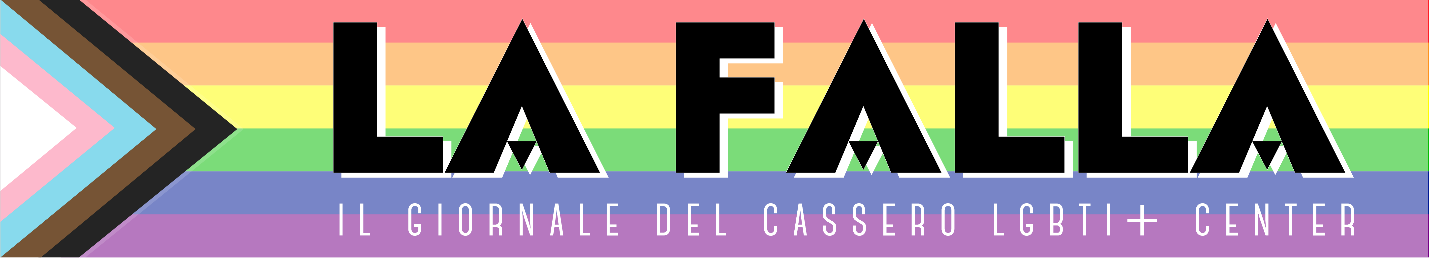 LA FALLA
IL GIORNALE DEL CASSERO LGBTI+ CENTER